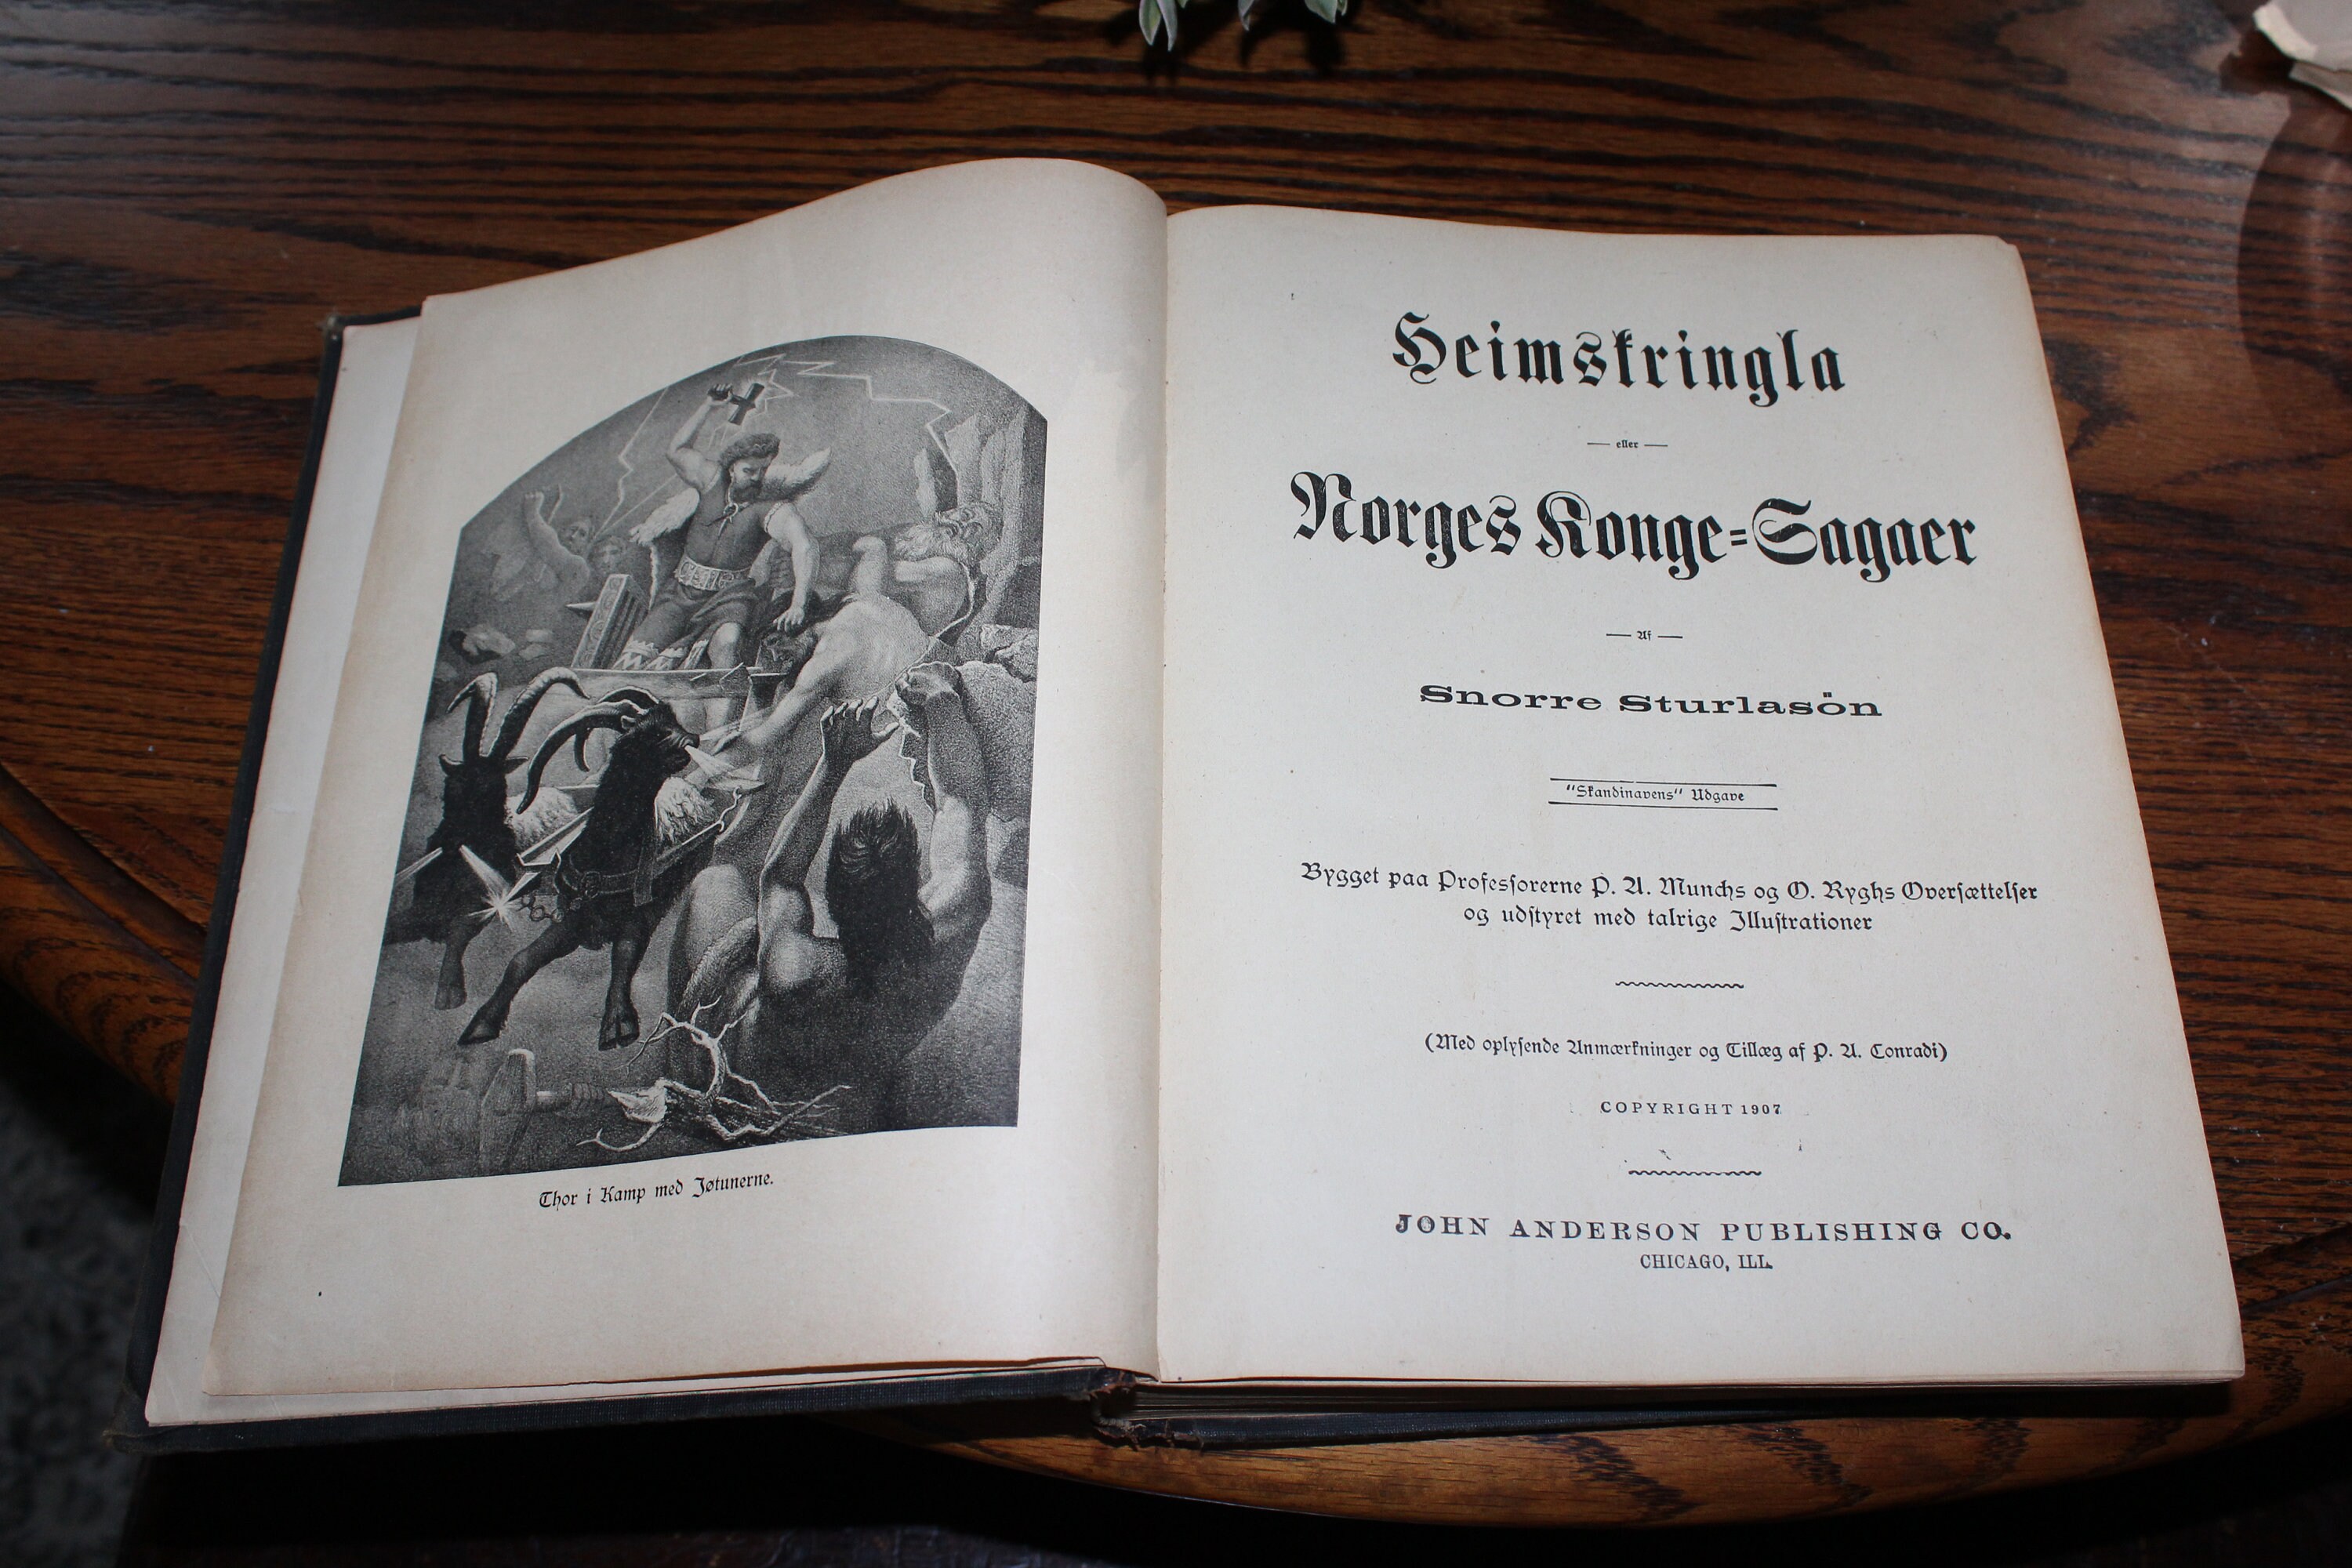 Thor i Kamp med Jøtunerne.
Heimskringla
— eller —
Norges Konge=Sagaer
— Af —
Snorre Sturlasön
"Skandinavens" Udgave
Bygget paa Professorerne P. A. Munchs og O. Ryghs Oversættelser
og udstyret med talrige Illustrationer
(Med oplysende Anmærkninger og Tillæg af P. A. Conradi)
COPYRIGHT 1907
JOHN ANDERSON PUBLISHING CO.
CHICAGO, ILL.